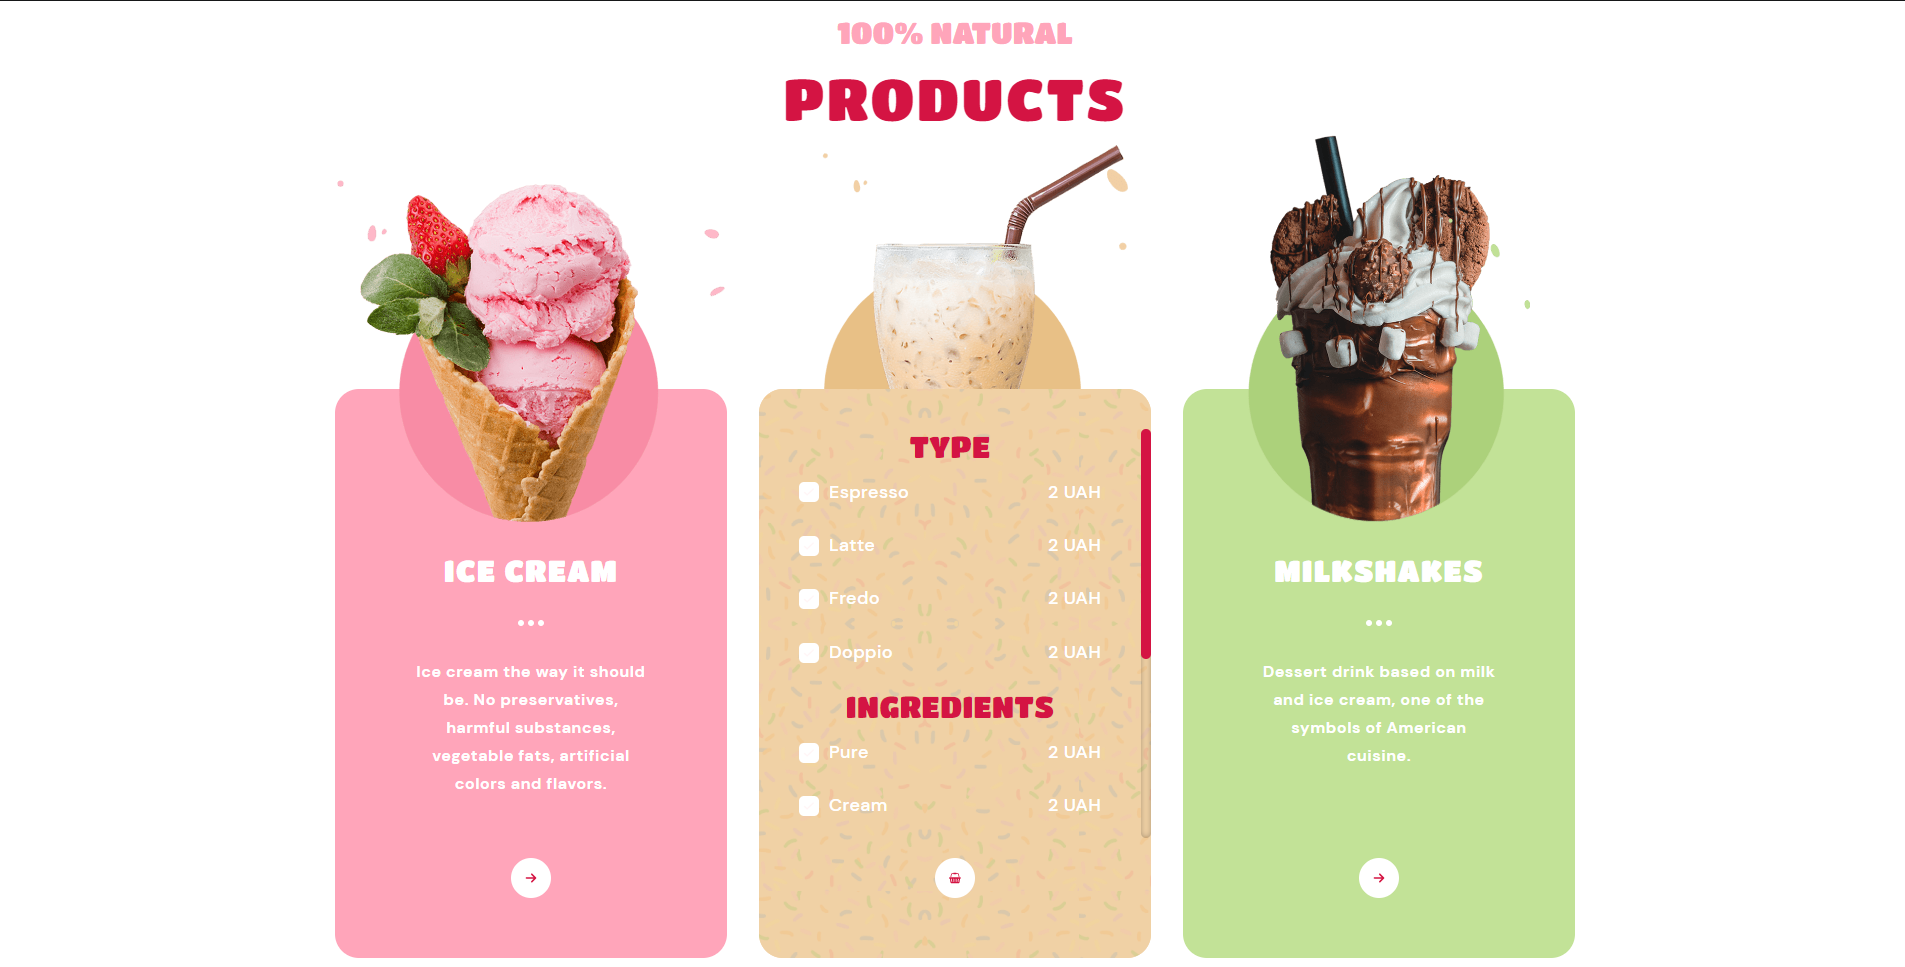 100% NATURAL
PRODUCTS
ICE CREAM
Ice cream the way it should
be. No preservatives,
harmful substances,
vegetable fats, artificial
colors and flavors.
TYPE
Espresso 2 UAH
Latte 2 UAH
Fredo 2 UAH
Doppio 2 UAH
INGREDIENTS
Pure 2 UAH
Cream 2 UAH
MILKSHAKES
Dessert drink based on milk
and ice cream, one of the
symbols of American
cuisine.